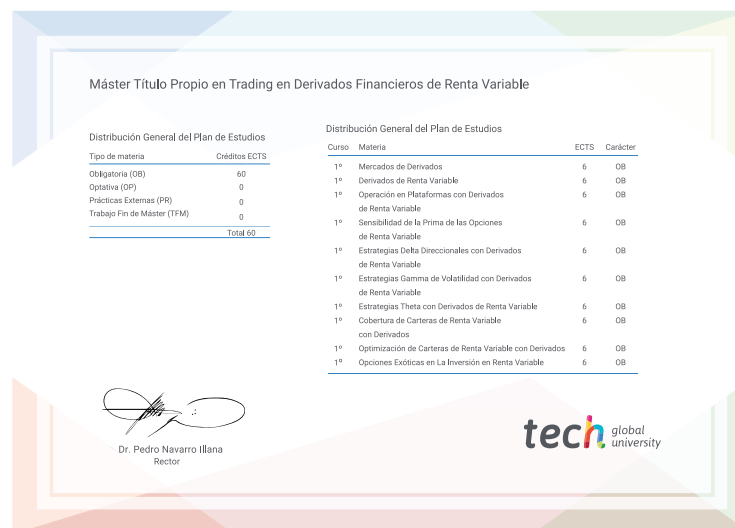 Máster Título Propio en Trading en Derivados Financieros de Renta Variable
Distribución General del Plan de Estudios
Tipo de materia Créditos ECTS
Obligatoria (OB) 60
Optativa (OP) 0
Prácticas Externas (PR) 0
Trabajo Fin de Máster (TFM) 0
Total 60
Distribución General del Plan de Estudios
Curso Materia ECTS Carácter
1º Mercados de Derivados 6 OB
1º Derivados de Renta Variable 6 OB
1º Operación en Plataformas con Derivados 6 OB
de Renta Variable
1º Sensibilidad de la Prima de las Opciones 6 OB
de Renta Variable
1º Estrategias Delta Direccionales con Derivados 6 OB
de Renta Variable
1º Estrategias Gamma de Volatilidad con Derivados 6 OB
de Renta Variable
1º Estrategias Theta con Derivados de Renta Variable 6 OB
1º Cobertura de Carteras de Renta Variable 6 OB
con Derivados
1º Optimización de Carteras de Renta Variable con Derivados 6 OB
1º Opciones Exóticas en La Inversión en Renta Variable 6 OB
Dr. Pedro Navarro Illana
Rector
tech global
university